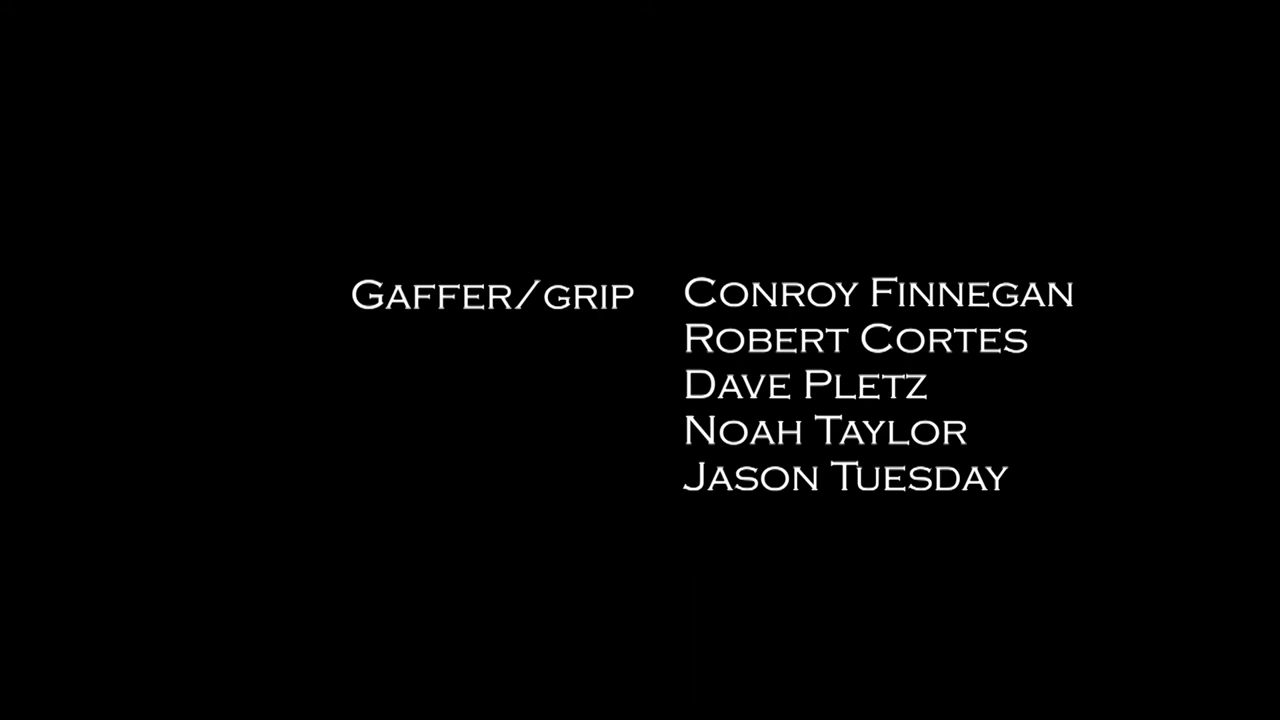 Gaffer/grip Conroy Finnegan
Robert Cortes
Dave Pletz
Noah Taylor
Jason Tuesday